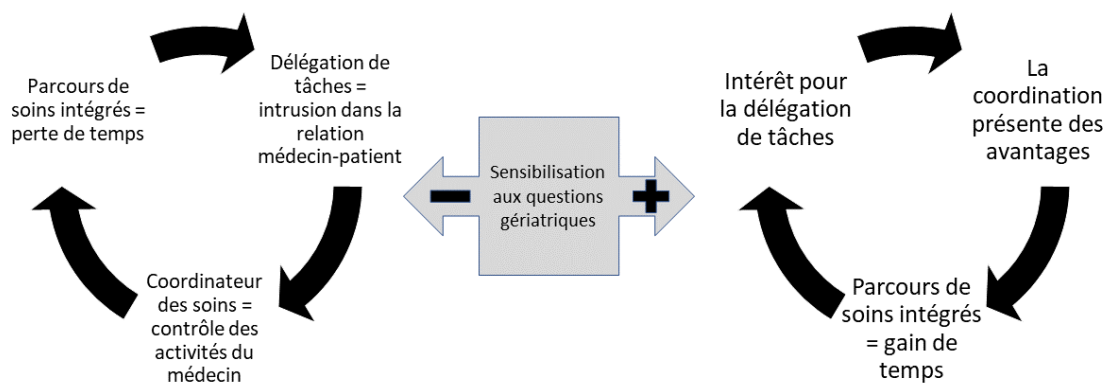 Parcours de
soins intégrés =
perte de temps
Délégation de
tâches =
intrusion dans la
relation
médecin-patient
Coordinateur
des soins =
contrôle des
activités du
médecin
Sensibilisation
aux questions
gériatriques
Intérêt pour
la délégation
de tâches
La
coordination
présente des
avantages
Parcours de
soins intégrés
= gain de
temps